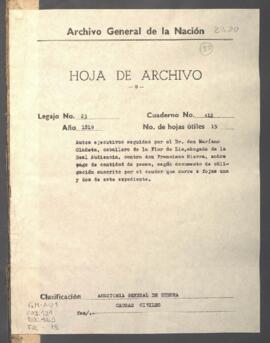 Archivo General de la Nación
HOJA DE ARCHIVO
Legajo No. 23 Cuaderno No. 412
Año 1819 No. de hojas útiles 15
Autos ejecutivos seguidos por el Dr. don Mariano
Olañeta, caballero de la Flor de Lis, abogado de la
Real Audiencia, contra don Francisco Sierra, sobre
pago de cantidad de pesos, según documento de obli
gación suscrito por el deudor que corre a fojas una
y dos de este expediente.
Clasificación AUDITORIA GENERAL DE GUERRA
CAUSAS CIVILES